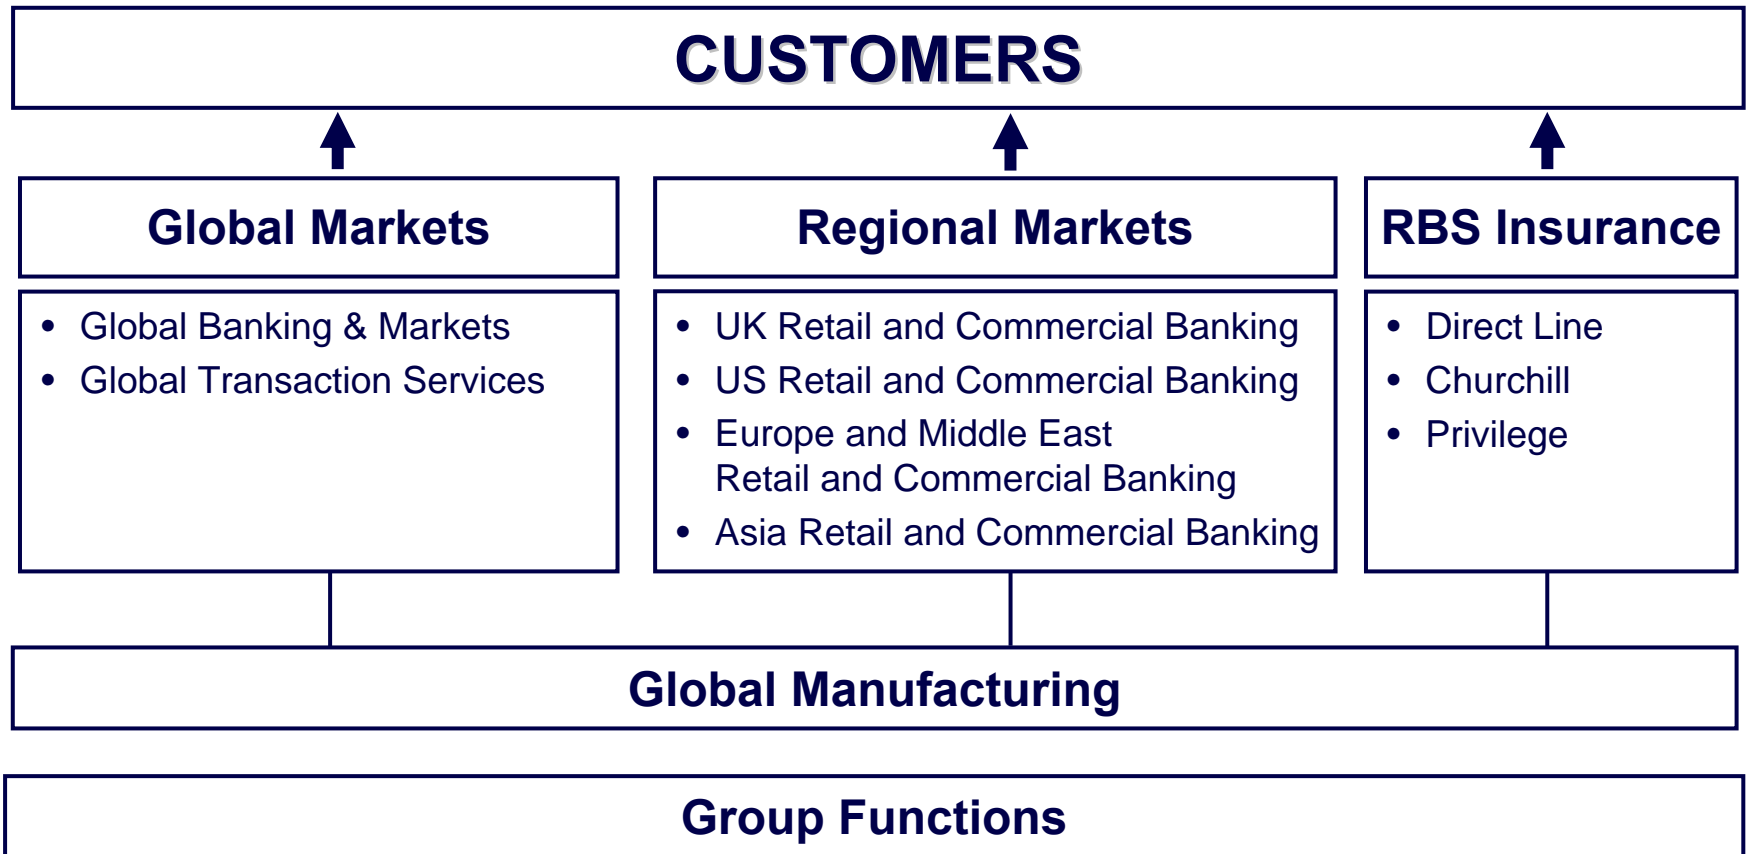 CUSTOMERS
Global Markets
• Global Banking & Markets
• Global Transaction Services
Regional Markets
• UK Retail and Commercial Banking
• US Retail and Commercial Banking
• Europe and Middle East
Retail and Commercial Banking
• Asia Retail and Commercial Banking
RBS Insurance
• Direct Line
• Churchill
• Privilege
Global Manufacturing
Group Functions